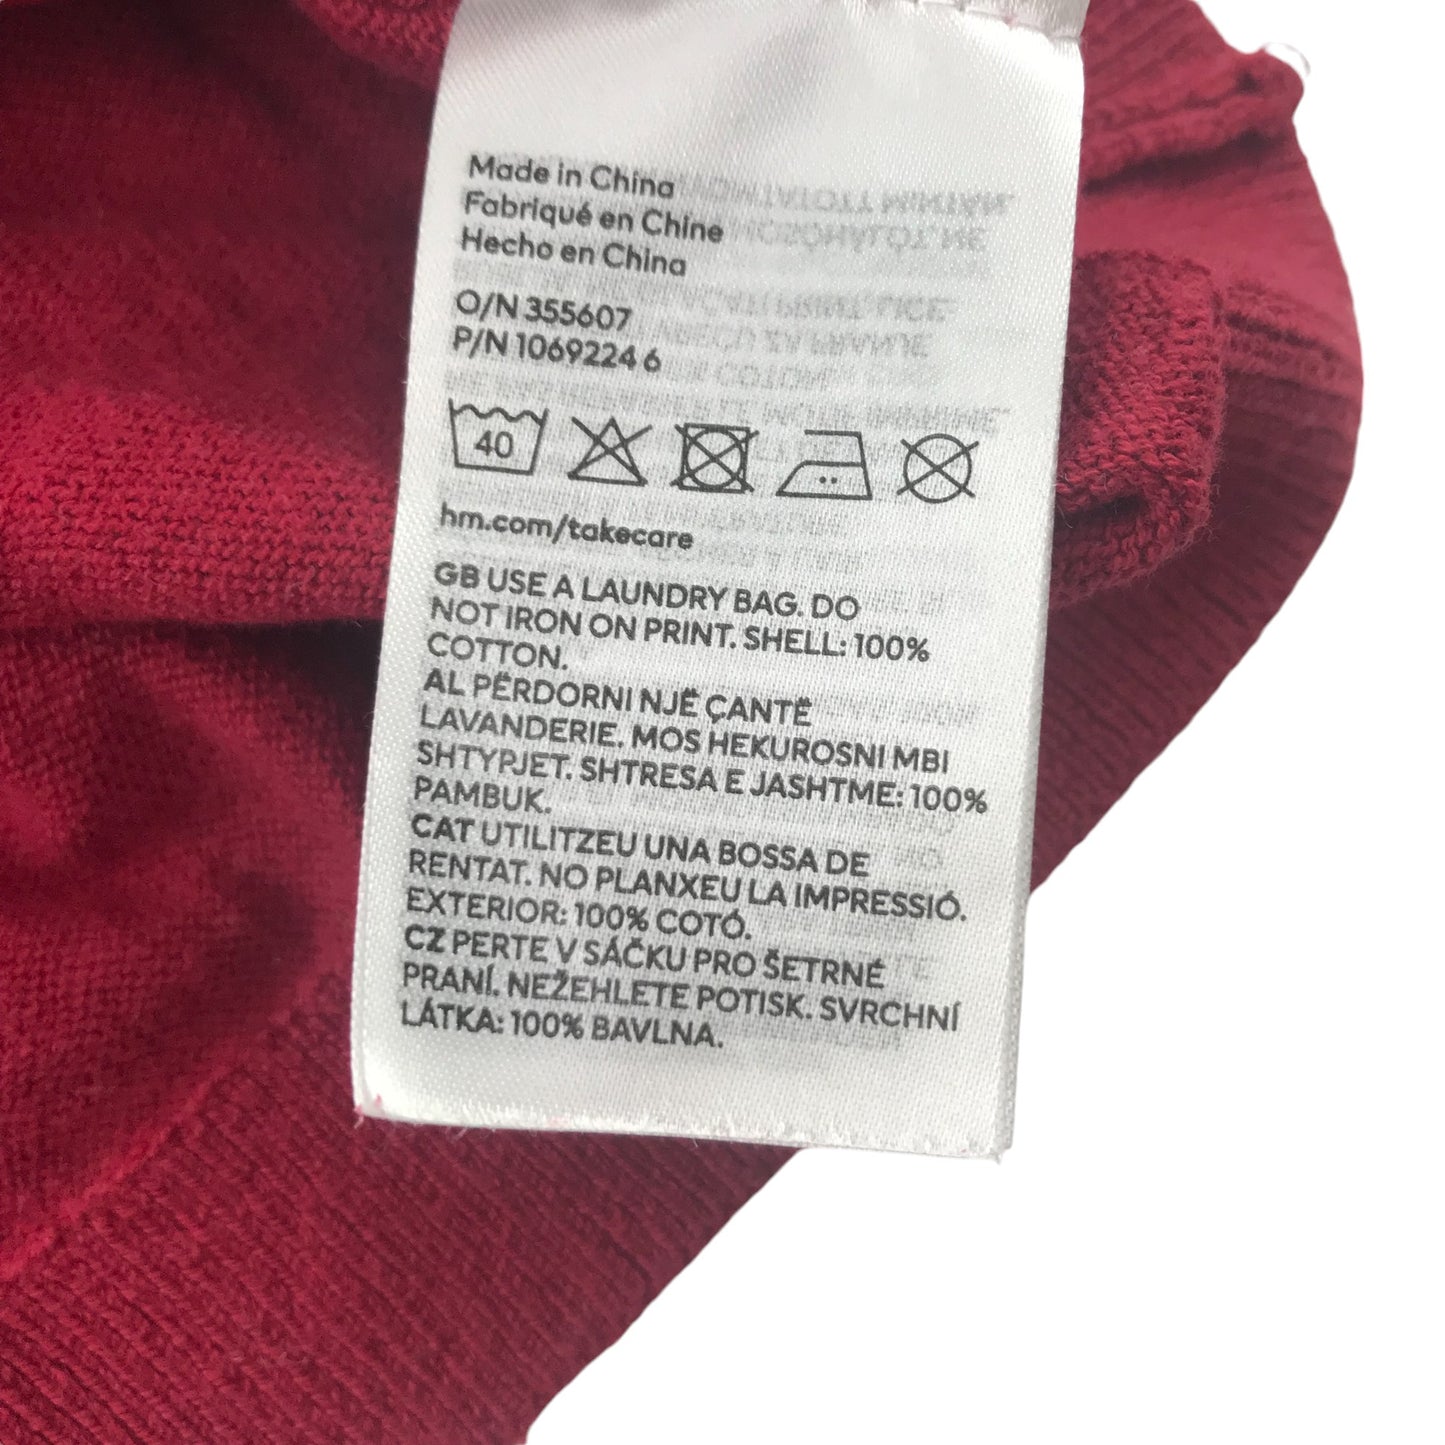 Made in China
Fabriqué en Chine
Hecho en China
O/N 355607
P/N 1069224 6
40
hm.com/takecare
GB USE A LAUNDRY BAG. DO
NOT IRON ON PRINT. SHELL: 100%
COTTON.
AL PËRDORNI NJË ÇANTË
LAVANDERIE. MOS HEKUROSNI MBI
SHTYPJET. SHTRESA E JASHTME: 100%
PAMBUK.
CAT UTILITZEU UNA BOSSA DE
RENTAT. NO PLANXEU LA IMPRESSIÓ.
EXTERIOR: 100% COTÓ.
CZ PERTE V SÁČKU PRO ŠETRNÉ
PRANÍ. NEŽEHLETE POTISK. SVRCHNÍ
LÁTKA: 100% BAVLNA.